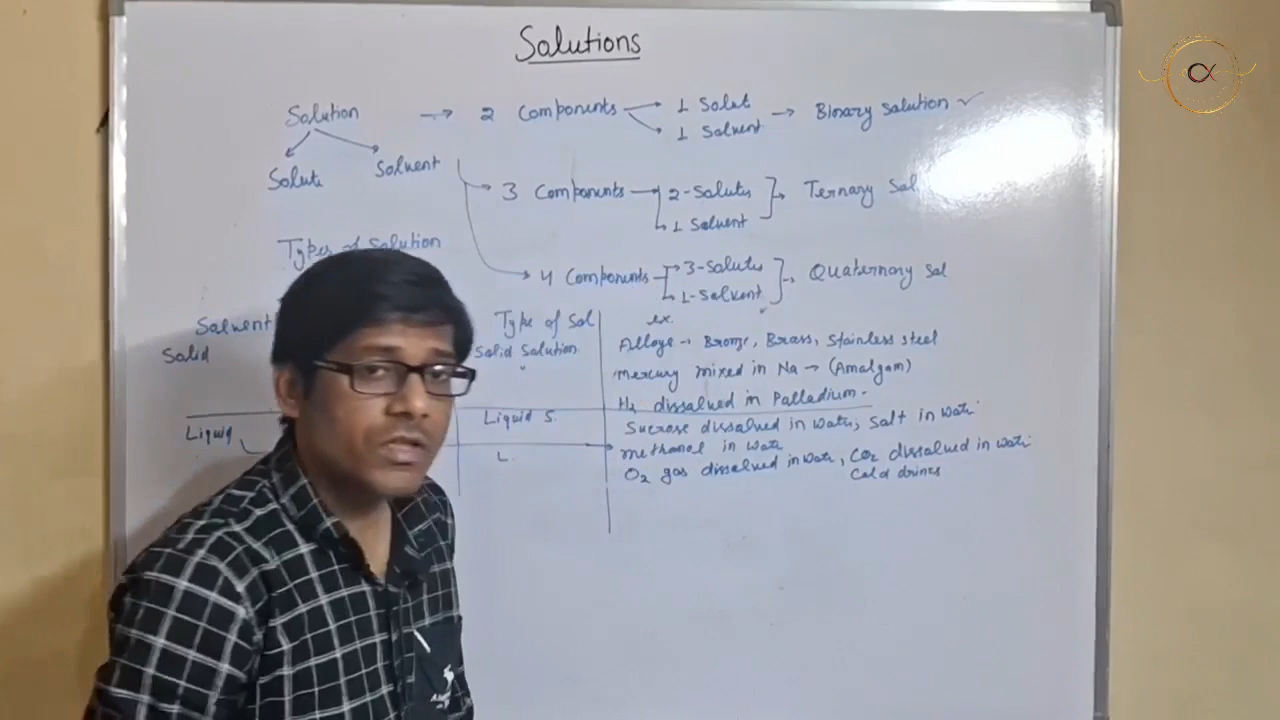 Solutions
Solution → 2 Components → 1 Solut → Binary solution ✓
1 Solvent
Solute Solvent
3 Components → 2-Solutes → Ternary Sol
1 Solvent
Types of Solution
4 Components → 3-Solutes → Quaternary Sol
1-Solvent
Solvent Type of Sol ex.
Solid Solid Solution Alloys → Bronze, Brass, Stainless steel
Mercury mixed in Na → (Amalgam)
H2 dissolved in Palladium.
Liquid Liquid S. Sucrose dissolved in water, Salt in water
L. methanol in water
O2 gas dissolved in water, CO2 dissolved in water
Cold drinks